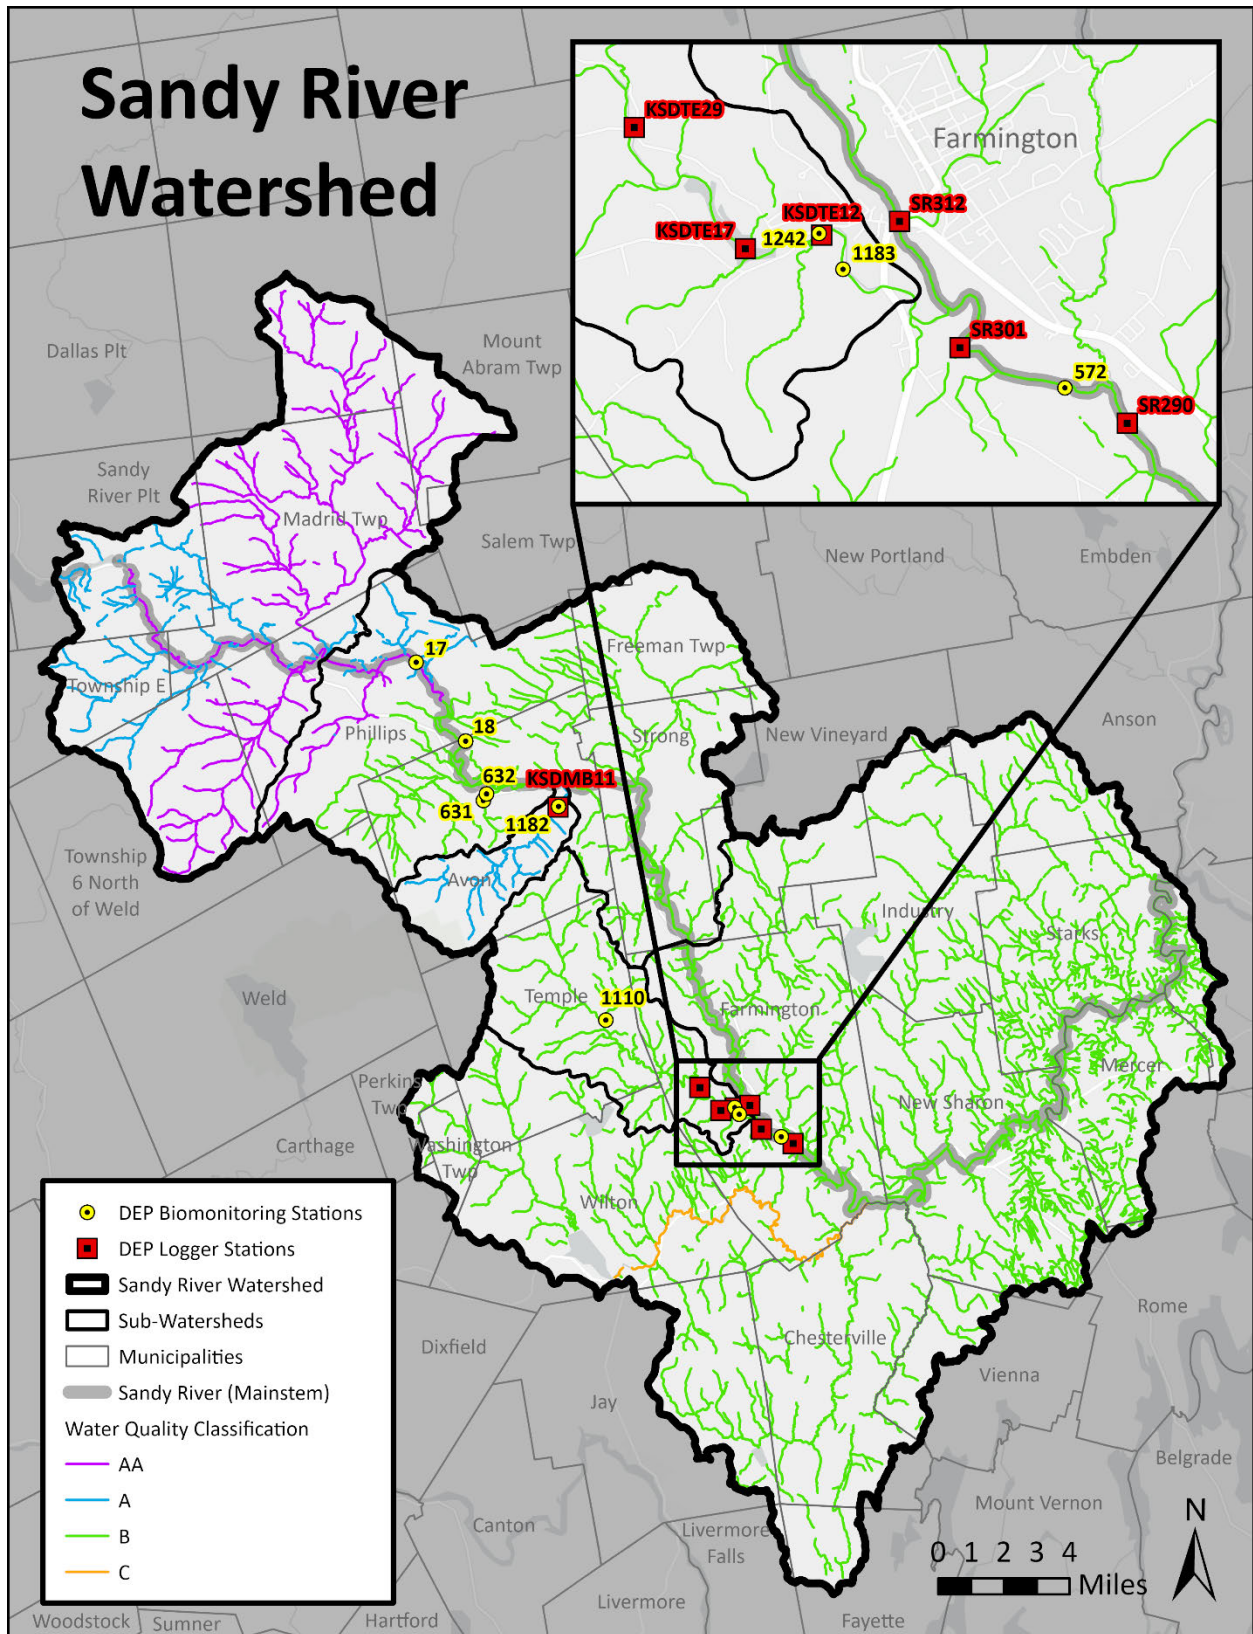 Sandy River
Watershed
KSDTE29
Farmington
KSDTE12
SR312
KSDTE17
1242
1183
SR301
572
SR290
Dallas Plt
Mount
Abram Twp
Sandy
River Plt
Madrid Twp
Salem Twp
New Portland
Embden
Freeman Twp
17
Township E
Phillips
18
Strong
New Vineyard
Anson
632
KSDMB11
631
1182
Township
6 North
of Weld
Avon
Industry
Starks
Weld
Temple
1110
Farmington
Mercer
Perkins
Twp
New Sharon
Carthage
Washington
Twp
Wilton
DEP Biomonitoring Stations
DEP Logger Stations
Sandy River Watershed
Sub-Watersheds
Municipalities
Sandy River (Mainstem)
Water Quality Classification
AA
A
B
C
Rome
Dixfield
Chesterville
Vienna
Jay
Belgrade
Mount Vernon
N
Canton
Livermore
Falls
0 1 2 3 4
Miles
Livermore
Woodstock
Sumner
Hartford
Fayette